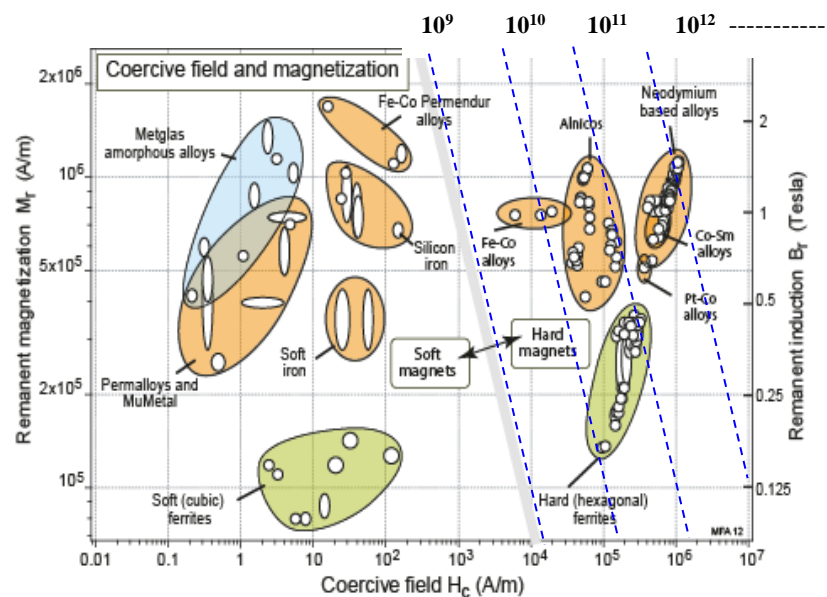 10⁹ 10¹⁰ 10¹¹ 10¹² -----------
Coercive field and magnetization
2x10⁶
10⁶
5x10⁵
2x10⁵
10⁵
Remanent magnetization Mᵣ (A/m)
Metglas
amorphous alloys
Fe-Co Permendur
alloys
Alnicos
Neodymium
based alloys
Silicon
iron
Fe-Co
alloys
Co-Sm
alloys
Pt-Co
alloys
Soft
iron
Soft
magnets
Hard
magnets
Permalloys and
MuMetal
Soft (cubic)
ferrites
Hard (hexagonal)
ferrites
MFA 12
2
1
0.5
0.25
0.125
Remanent induction Bᵣ (Tesla)
0.01 0.1 1 10 10² 10³ 10⁴ 10⁵ 10⁶ 10⁷
Coercive field H꜀ (A/m)